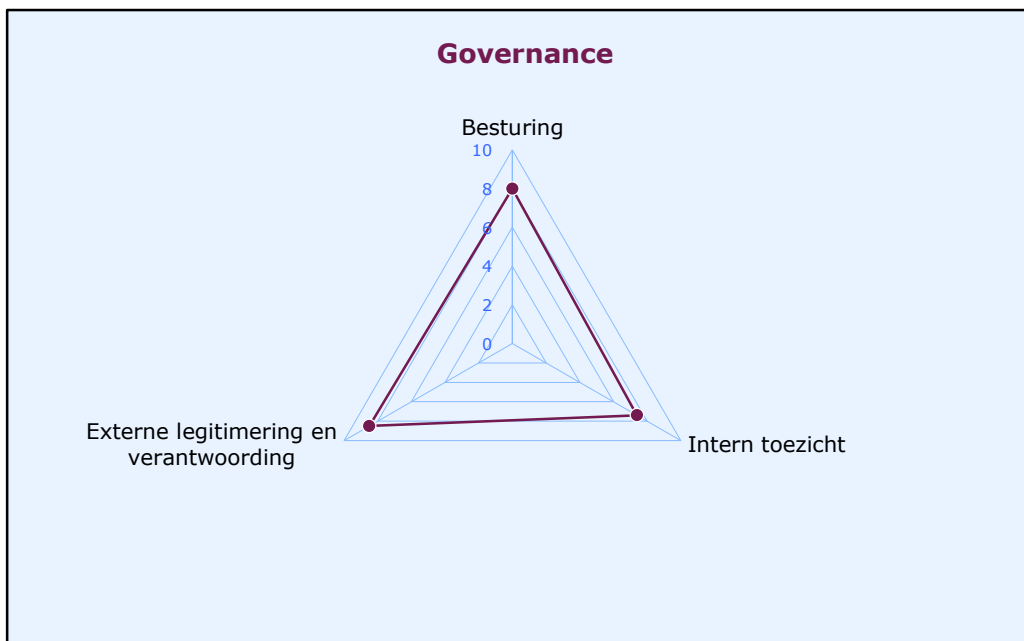 Governance
Besturing
10
8
6
4
2
0
Externe legitimering en
verantwoording
Intern toezicht